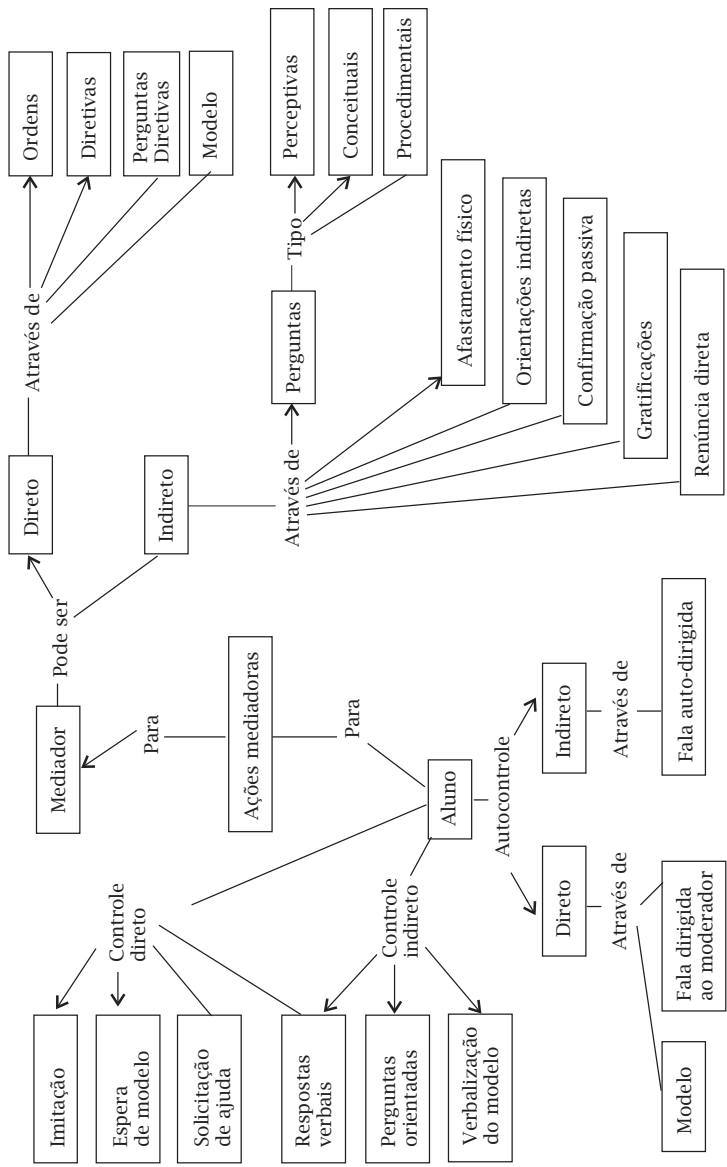 Imitação
Espera
de modelo
Solicitação
de ajuda
Respostas
verbais
Perguntas
orientadas
Verbalização
do modelo
Modelo
Fala dirigida
ao moderador
Controle
direto
Controle
indireto
Direto
Através de
Autocontrole
Aluno
Indireto
Através de
Fala auto-dirigida
Mediador
Para
Ações mediadoras
Para
Pode ser
Direto
Indireto
Através de
Ordens
Diretivas
Perguntas
Diretivas
Modelo
Através de
Perguntas
Tipo
Perceptivas
Conceituais
Procedimentais
Afastamento físico
Orientações indiretas
Confirmação passiva
Gratificações
Renúncia direta